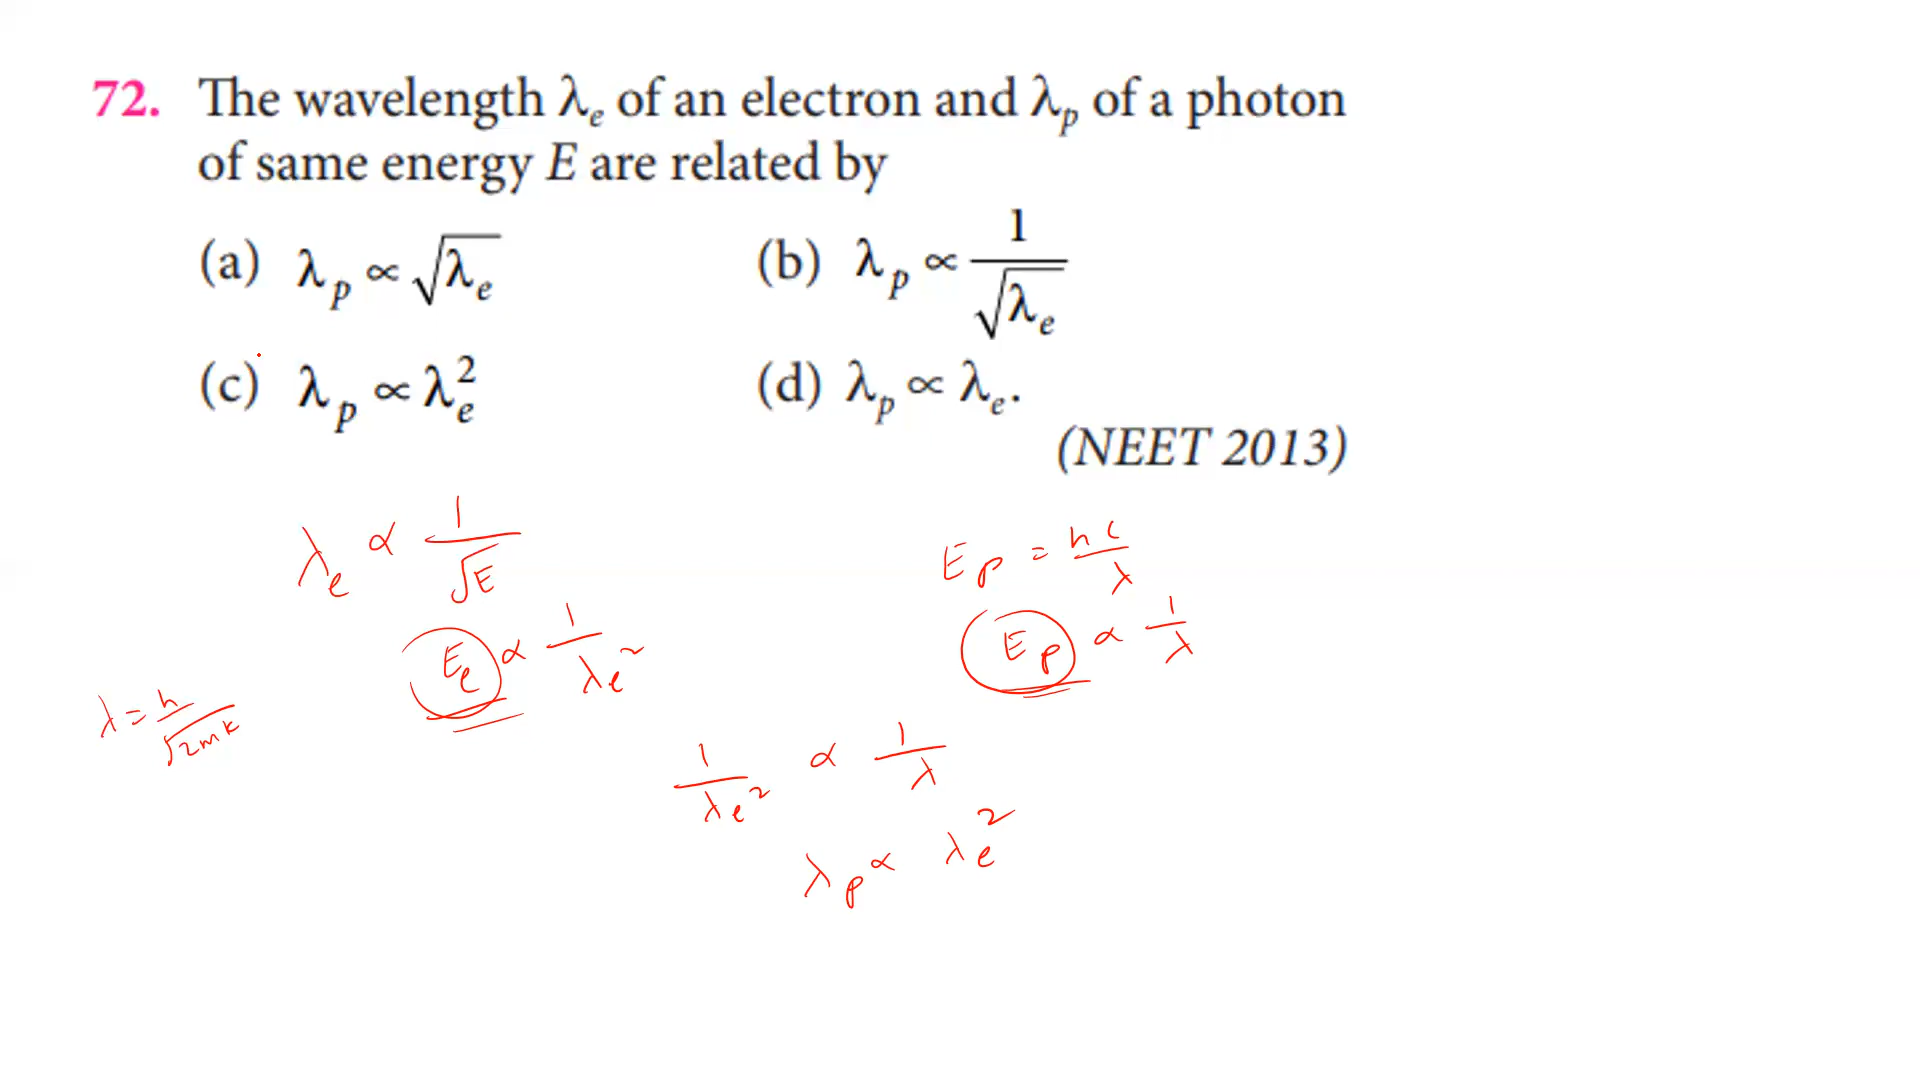 72. The wavelength λₑ of an electron and λₚ of a photon
of same energy E are related by
(a) λₚ ∝ √λₑ (b) λₚ ∝ 1/√λₑ
(c) λₚ ∝ λₑ² (d) λₚ ∝ λₑ.
(NEET 2013)
λₑ ∝ 1/√E
Eₚ = hc/λ
Eₑ ∝ 1/λₑ²
Eₚ ∝ 1/λ
λ = h/√2mk
1/λₑ² ∝ 1/λ
λₚ ∝ λₑ²